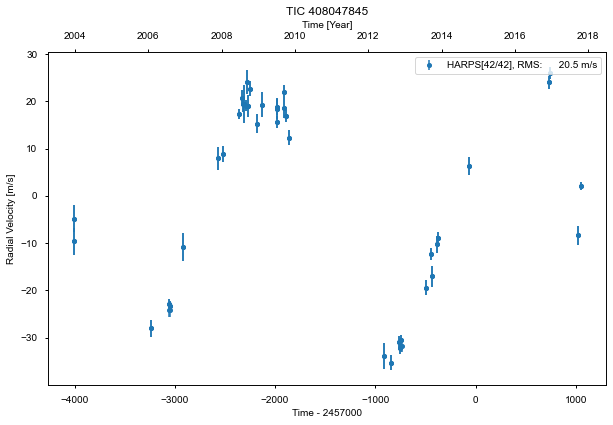 TIC 408047845
Time [Year]
2004 2006 2008 2010 2012 2014 2016 2018
HARPS[42/42], RMS: 20.5 m/s
30
20
10
0
−10
−20
−30
Radial Velocity [m/s]
−4000 −3000 −2000 −1000 0 1000
Time - 2457000